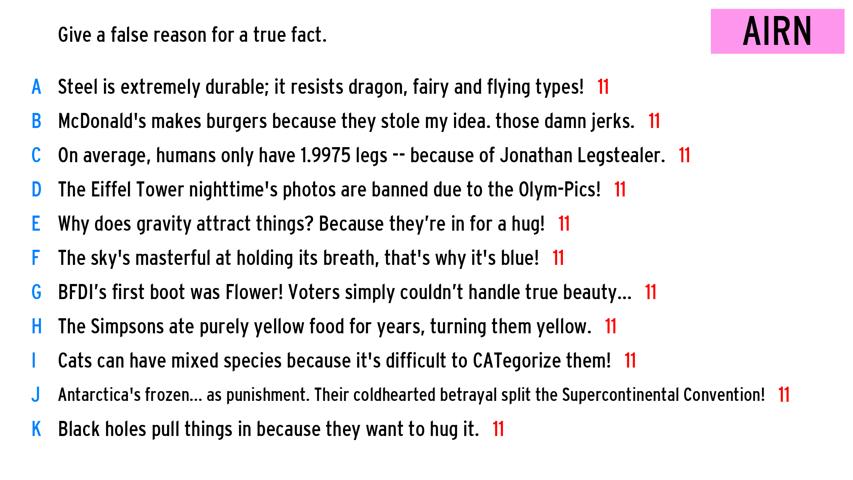 Give a false reason for a true fact.
AIRN
A Steel is extremely durable; it resists dragon, fairy and flying types! 11
B McDonald's makes burgers because they stole my idea. those damn jerks. 11
C On average, humans only have 1.9975 legs -- because of Jonathan Legstealer. 11
D The Eiffel Tower nighttime's photos are banned due to the Olym-Pics! 11
E Why does gravity attract things? Because they’re in for a hug! 11
F The sky's masterful at holding its breath, that's why it's blue! 11
G BFDI’s first boot was Flower! Voters simply couldn’t handle true beauty... 11
H The Simpsons ate purely yellow food for years, turning them yellow. 11
I Cats can have mixed species because it's difficult to CATegorize them! 11
J Antarctica's frozen... as punishment. Their coldhearted betrayal split the Supercontinental Convention! 11
K Black holes pull things in because they want to hug it. 11